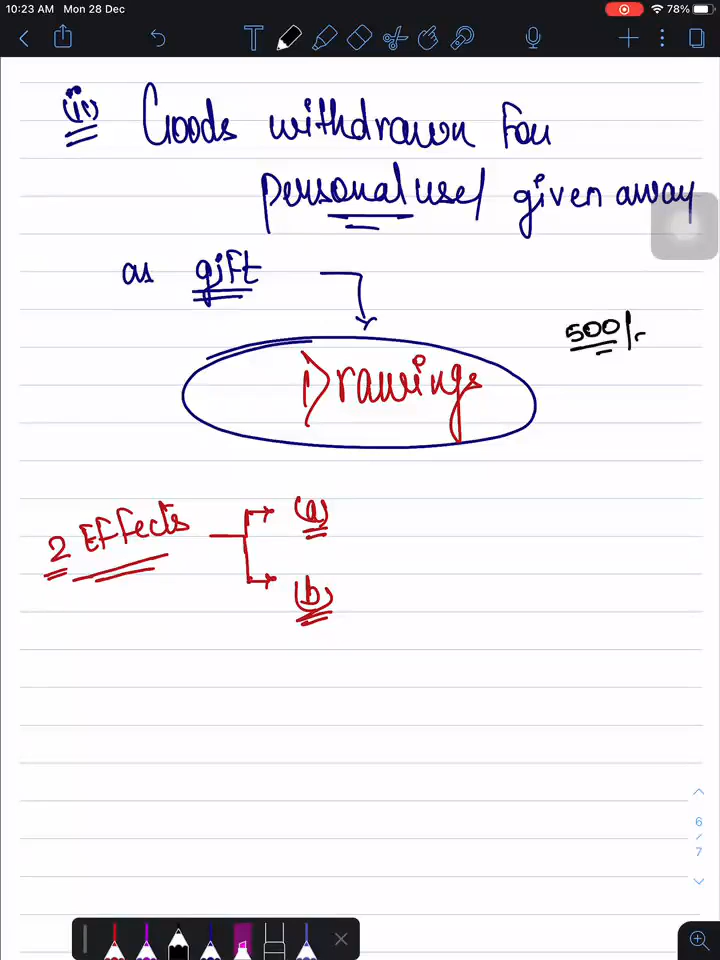 10:23 AM Mon 28 Dec
78%
(ii) Goods withdrawn for
personal use/ given away
as gift
500/-
Drawings
2 Effects
(a)
(b)
6
/
7